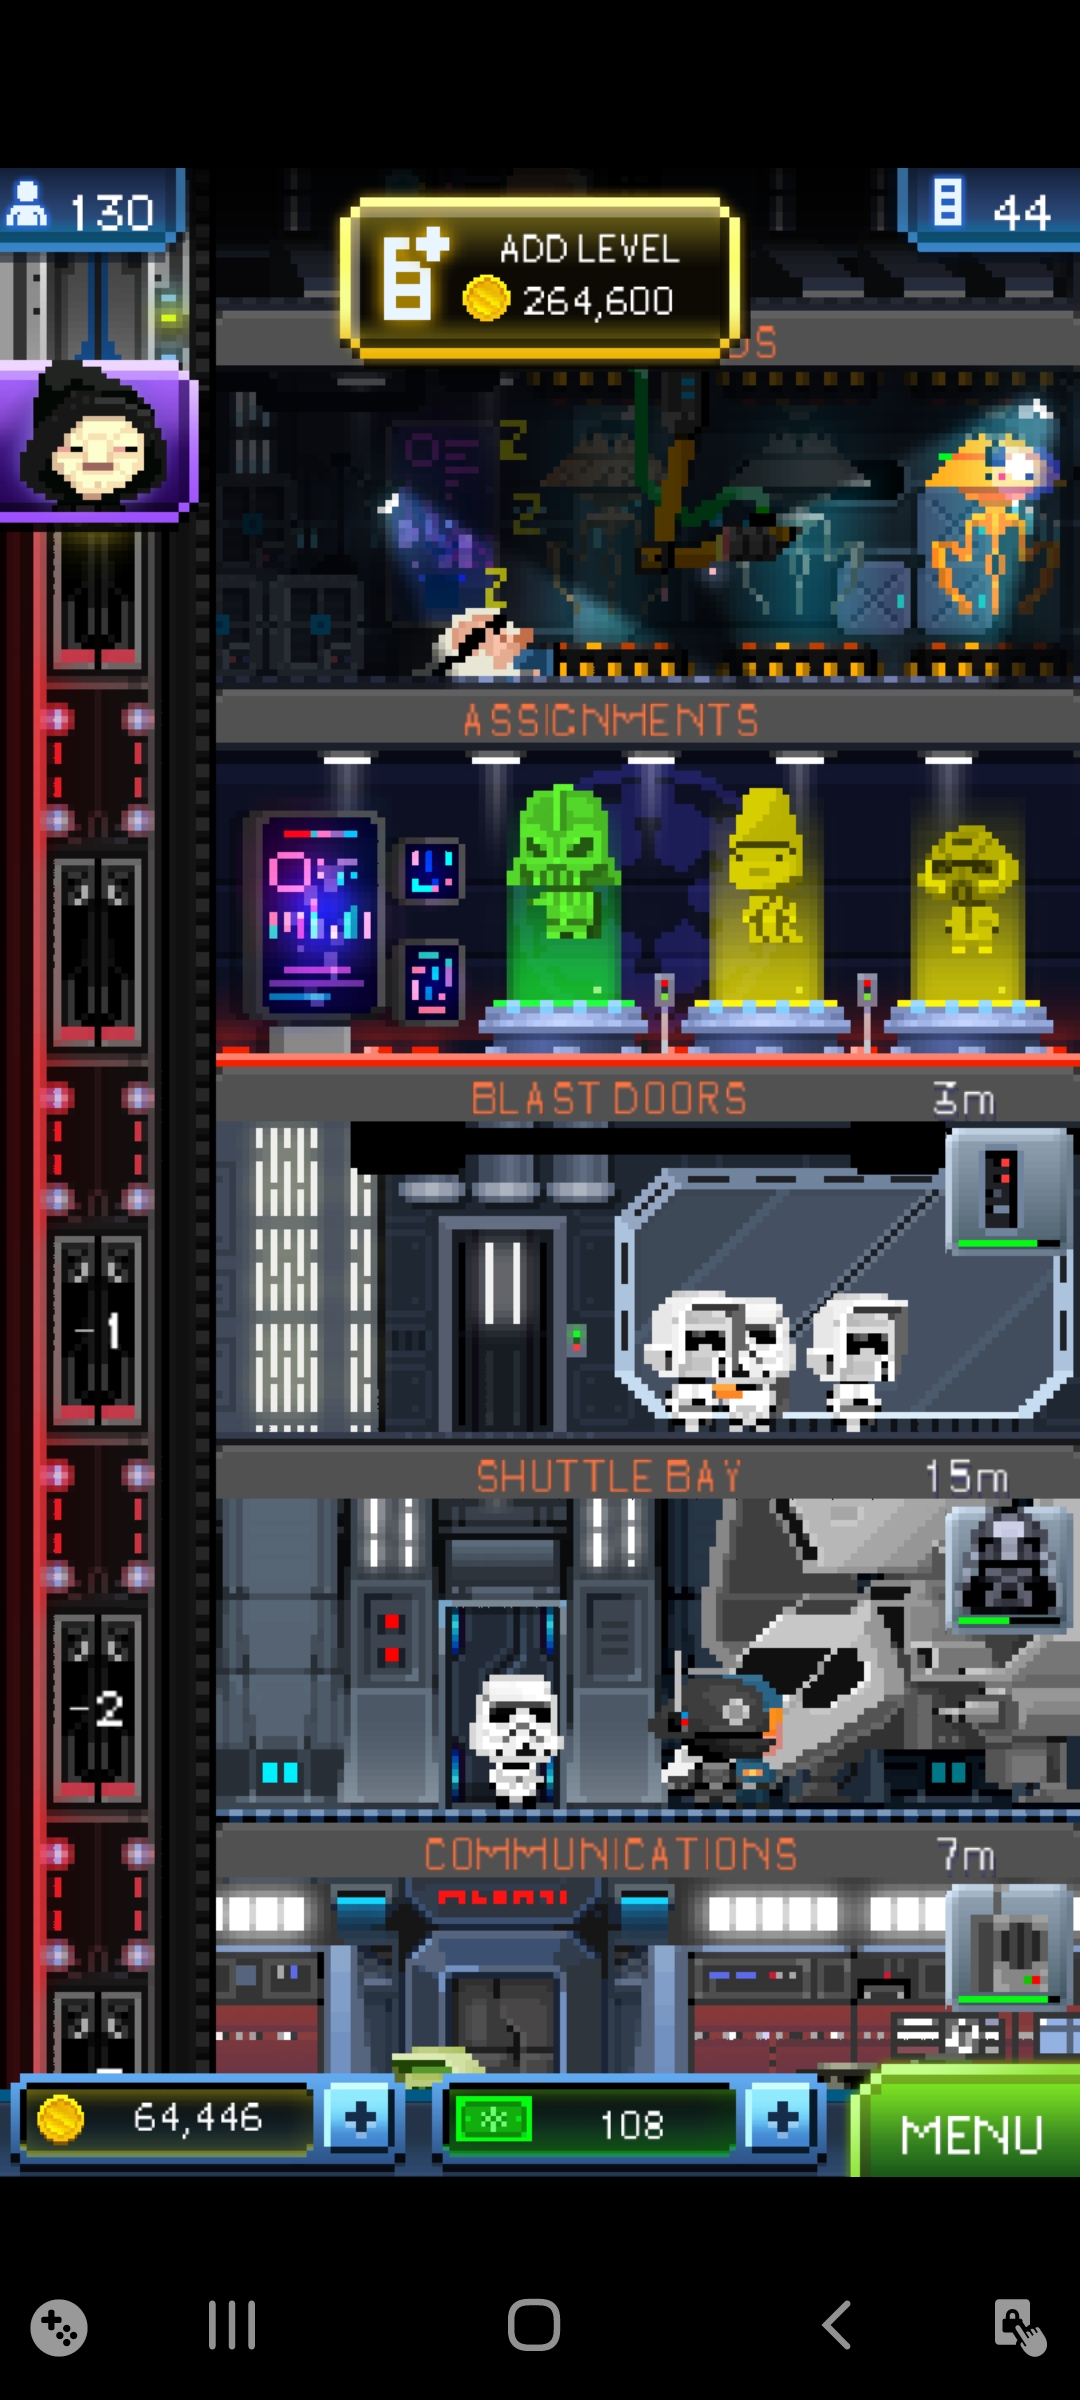 130
ADD LEVEL
264,600
44
DS
Z
Z
Z
ASSIGNMENTS
BLAST DOORS 3m
-1
SHUTTLE BAY 15m
-2
COMMUNICATIONS 7m
64,446
108
MENU